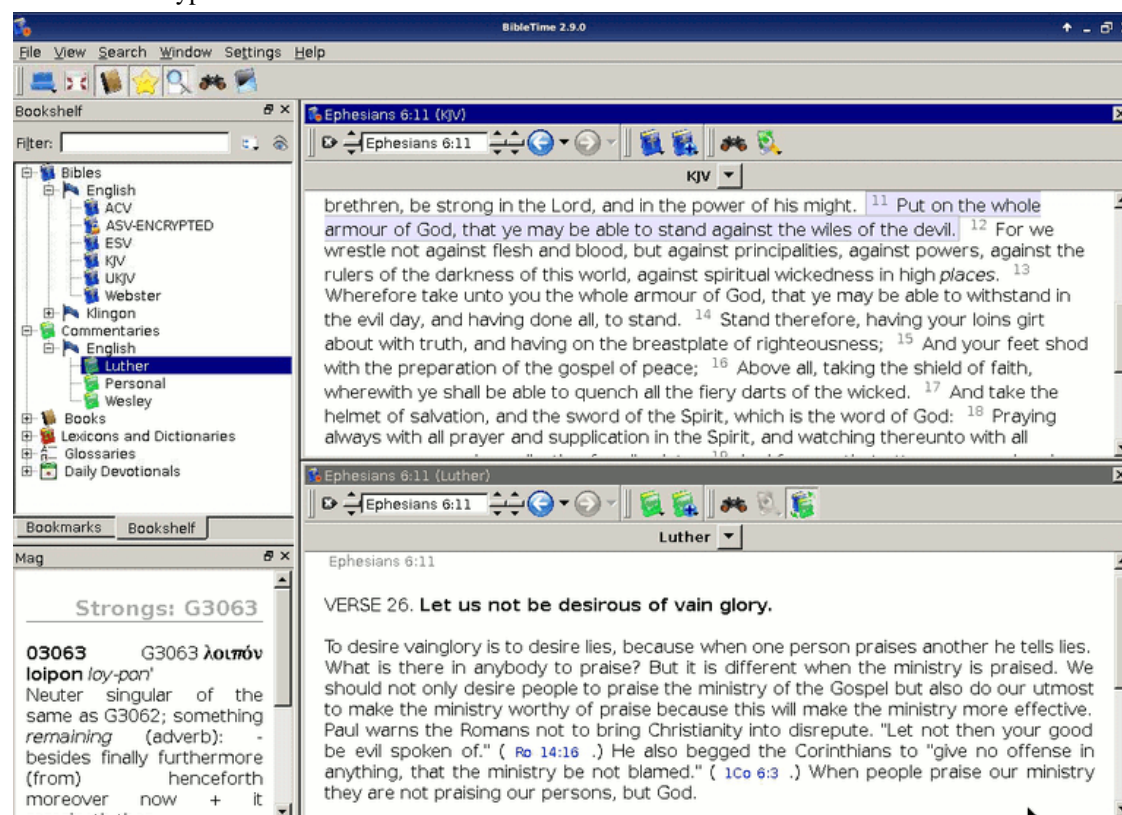 BibleTime 2.9.0
File View Search Window Settings Help
Bookshelf
Filter:
Bibles
English
ACV
ASV-ENCRYPTED
ESV
KJV
UKJV
Webster
Klingon
Commentaries
English
Luther
Personal
Wesley
Books
Lexicons and Dictionaries
Glossaries
Daily Devotionals
Bookmarks Bookshelf
Mag
Strongs: G3063
03063 G3063 λοιπόν
loipon loy-pon'
Neuter singular of the
same as G3062; something
remaining (adverb): -
besides finally furthermore
(from) henceforth
moreover now + it
Ephesians 6:11 (KJV)
Ephesians 6:11
KJV
brethren, be strong in the Lord, and in the power of his might. 11 Put on the whole
armour of God, that ye may be able to stand against the wiles of the devil. 12 For we
wrestle not against flesh and blood, but against principalities, against powers, against the
rulers of the darkness of this world, against spiritual wickedness in high places. 13
Wherefore take unto you the whole armour of God, that ye may be able to withstand in
the evil day, and having done all, to stand. 14 Stand therefore, having your loins girt
about with truth, and having on the breastplate of righteousness; 15 And your feet shod
with the preparation of the gospel of peace; 16 Above all, taking the shield of faith,
wherewith ye shall be able to quench all the fiery darts of the wicked. 17 And take the
helmet of salvation, and the sword of the Spirit, which is the word of God: 18 Praying
always with all prayer and supplication in the Spirit, and watching thereunto with all
Ephesians 6:11 (Luther)
Ephesians 6:11
Luther
Ephesians 6:11
VERSE 26. Let us not be desirous of vain glory.
To desire vainglory is to desire lies, because when one person praises another he tells lies.
What is there in anybody to praise? But it is different when the ministry is praised. We
should not only desire people to praise the ministry of the Gospel but also do our utmost
to make the ministry worthy of praise because this will make the ministry more effective.
Paul warns the Romans not to bring Christianity into disrepute. "Let not then your good
be evil spoken of." ( Ro 14:16 .) He also begged the Corinthians to "give no offense in
anything, that the ministry be not blamed." ( 1Co 6:3 .) When people praise our ministry
they are not praising our persons, but God.